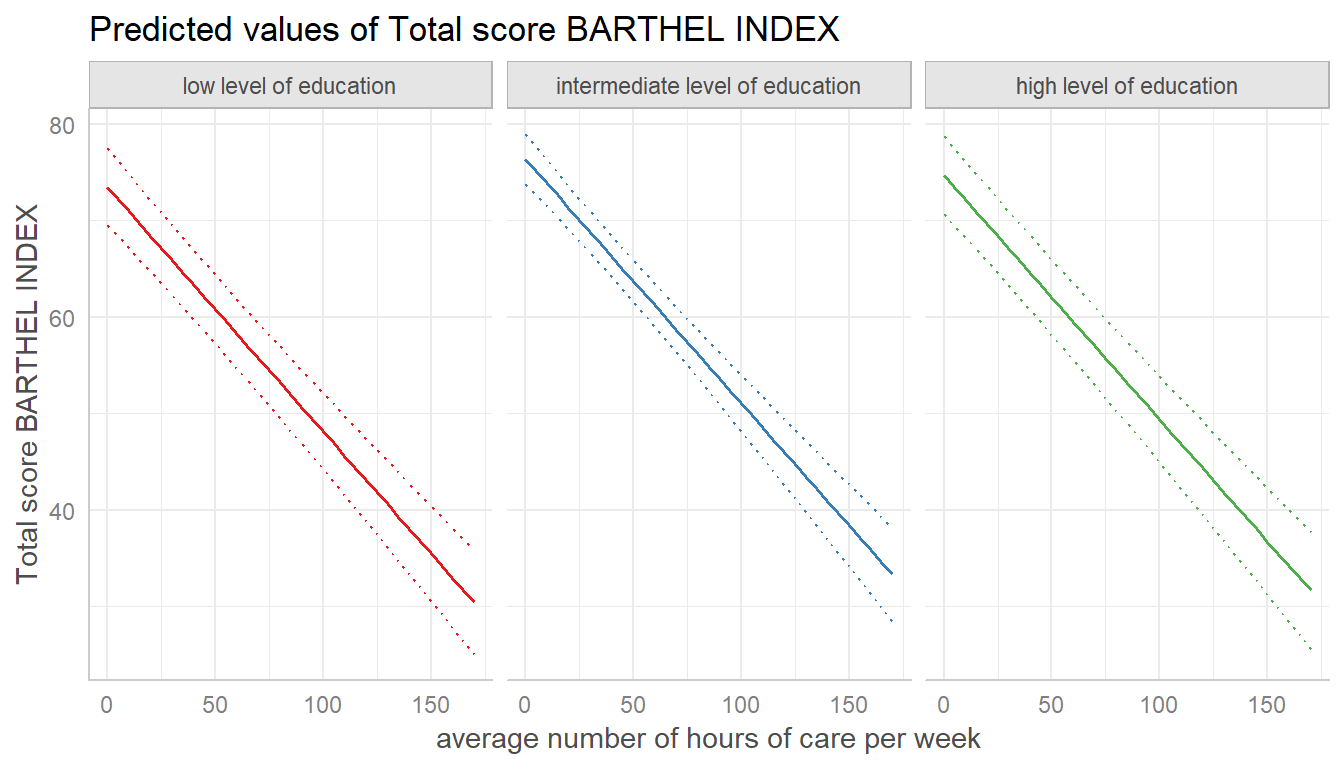 Predicted values of Total score BARTHEL INDEX
low level of education
intermediate level of education
high level of education
Total score BARTHEL INDEX
80
60
40
0 50 100 150
0 50 100 150
0 50 100 150
average number of hours of care per week